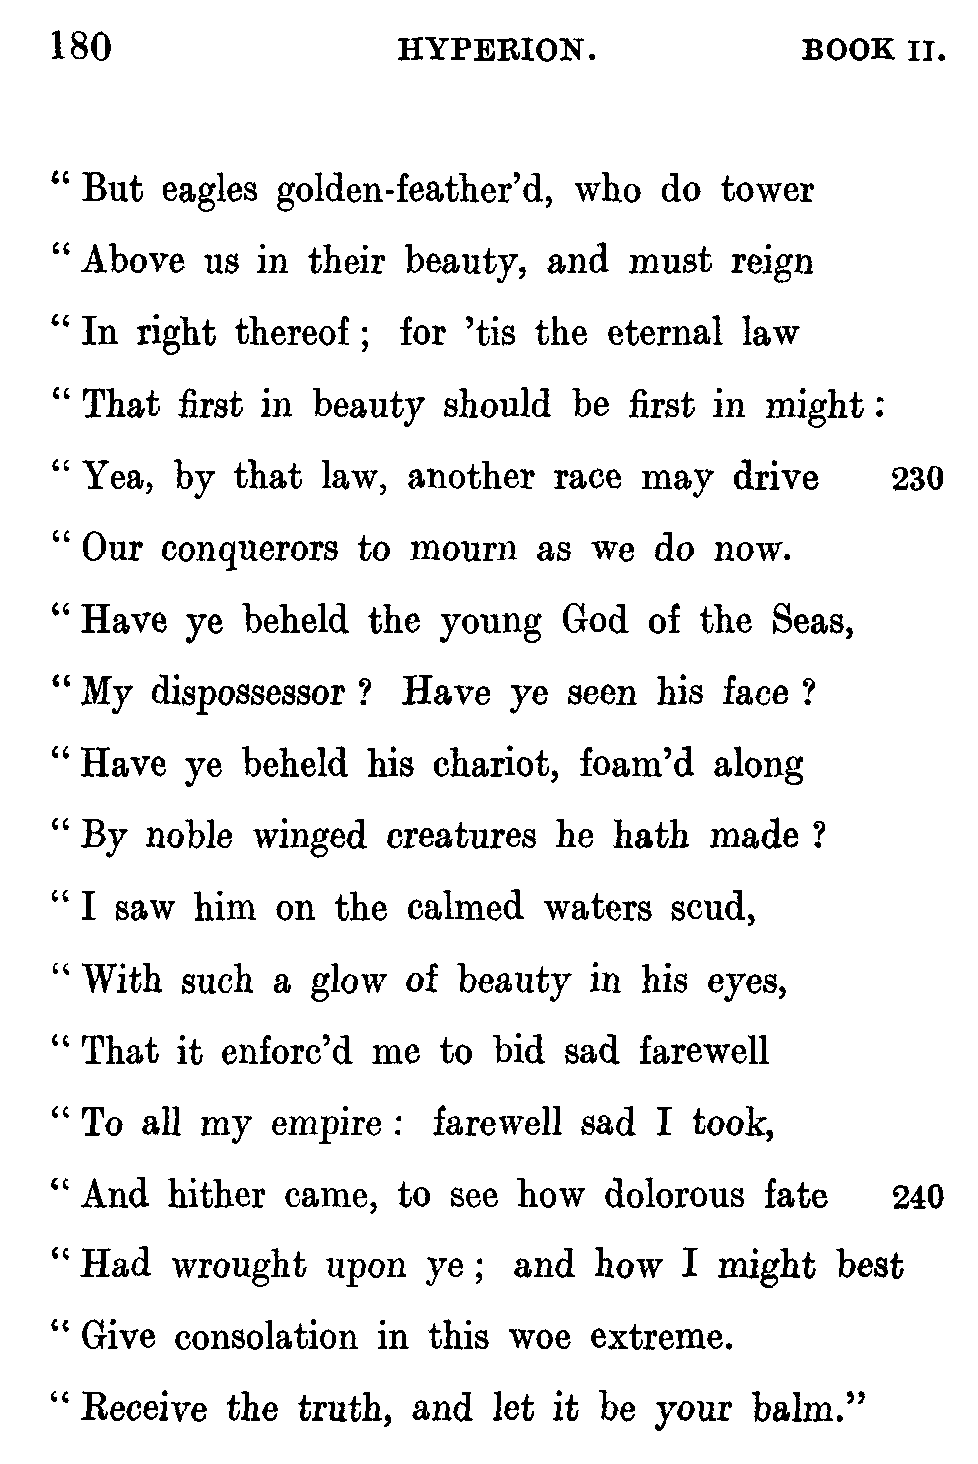 180 HYPERION. BOOK II.
“ But eagles golden-feather’d, who do tower
“ Above us in their beauty, and must reign
“ In right thereof ; for ’tis the eternal law
“ That first in beauty should be first in might :
“ Yea, by that law, another race may drive 230
“ Our conquerors to mourn as we do now.
“ Have ye beheld the young God of the Seas,
“ My dispossessor ? Have ye seen his face ?
“ Have ye beheld his chariot, foam’d along
“ By noble winged creatures he hath made ?
“ I saw him on the calmed waters scud,
“ With such a glow of beauty in his eyes,
“ That it enforc’d me to bid sad farewell
“ To all my empire : farewell sad I took,
“ And hither came, to see how dolorous fate 240
“ Had wrought upon ye ; and how I might best
“ Give consolation in this woe extreme.
“ Receive the truth, and let it be your balm.”